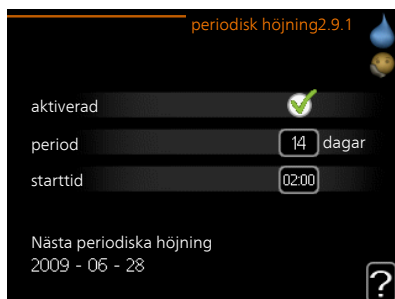 periodisk höjning2.9.1
aktiverad
period 14 dagar
starttid 02:00
Nästa periodiska höjning
2009 - 06 - 28
?